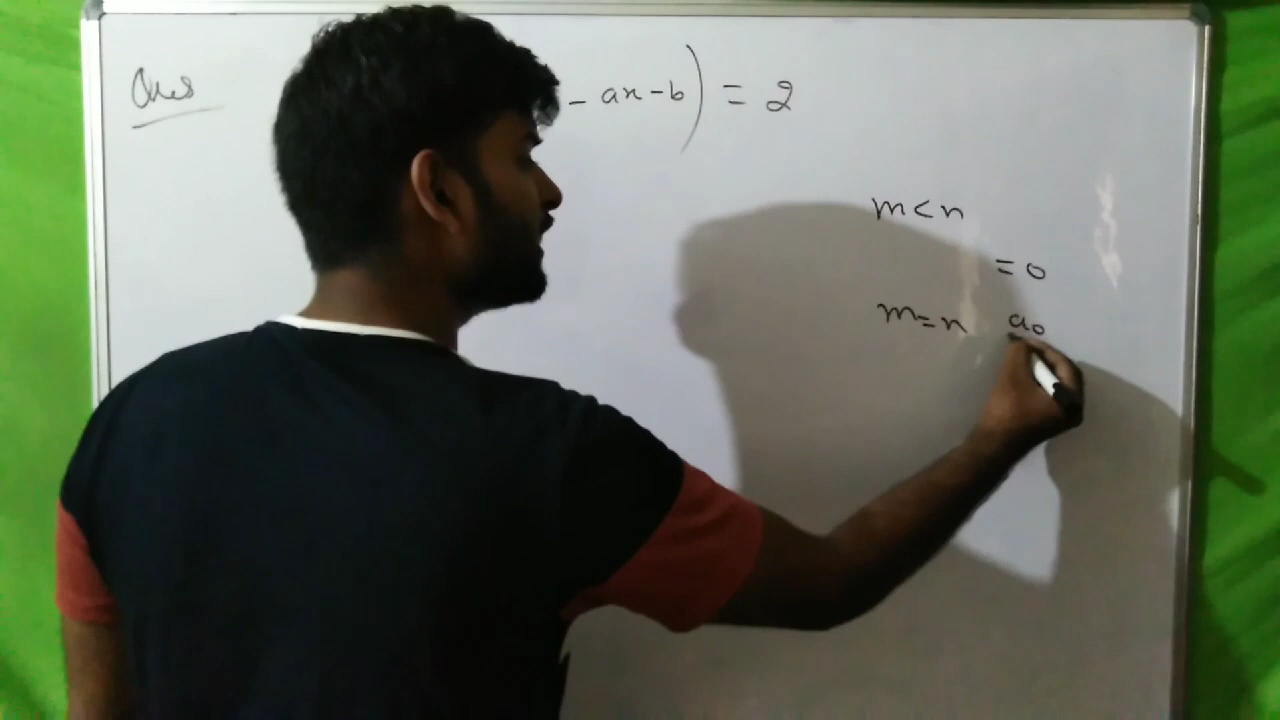 Ques - ax-b) = 2
m<n
= 0
m=n a0